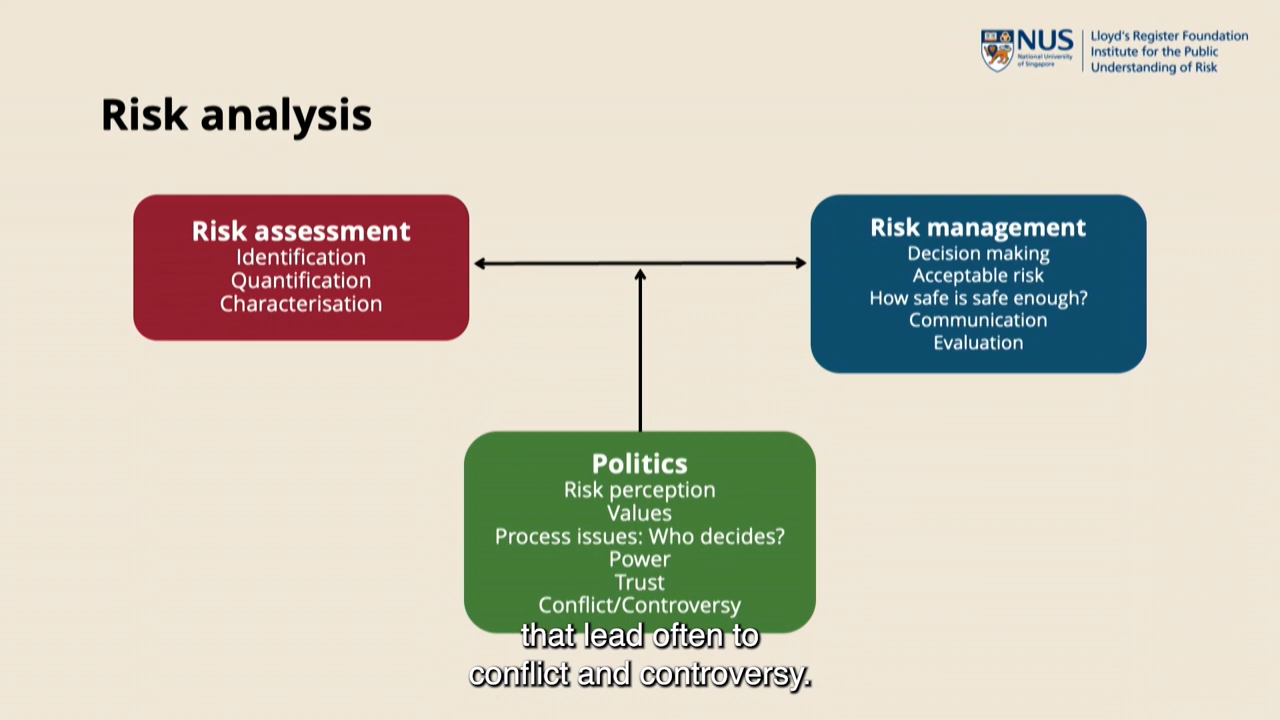 NUS
National University
of Singapore
Lloyd's Register Foundation
Institute for the Public
Understanding of Risk
Risk analysis
Risk assessment
Identification
Quantification
Characterisation
Risk management
Decision making
Acceptable risk
How safe is safe enough?
Communication
Evaluation
Politics
Risk perception
Values
Process issues: Who decides?
Power
Trust
Conflict/Controversy
that lead often to
conflict and controversy.